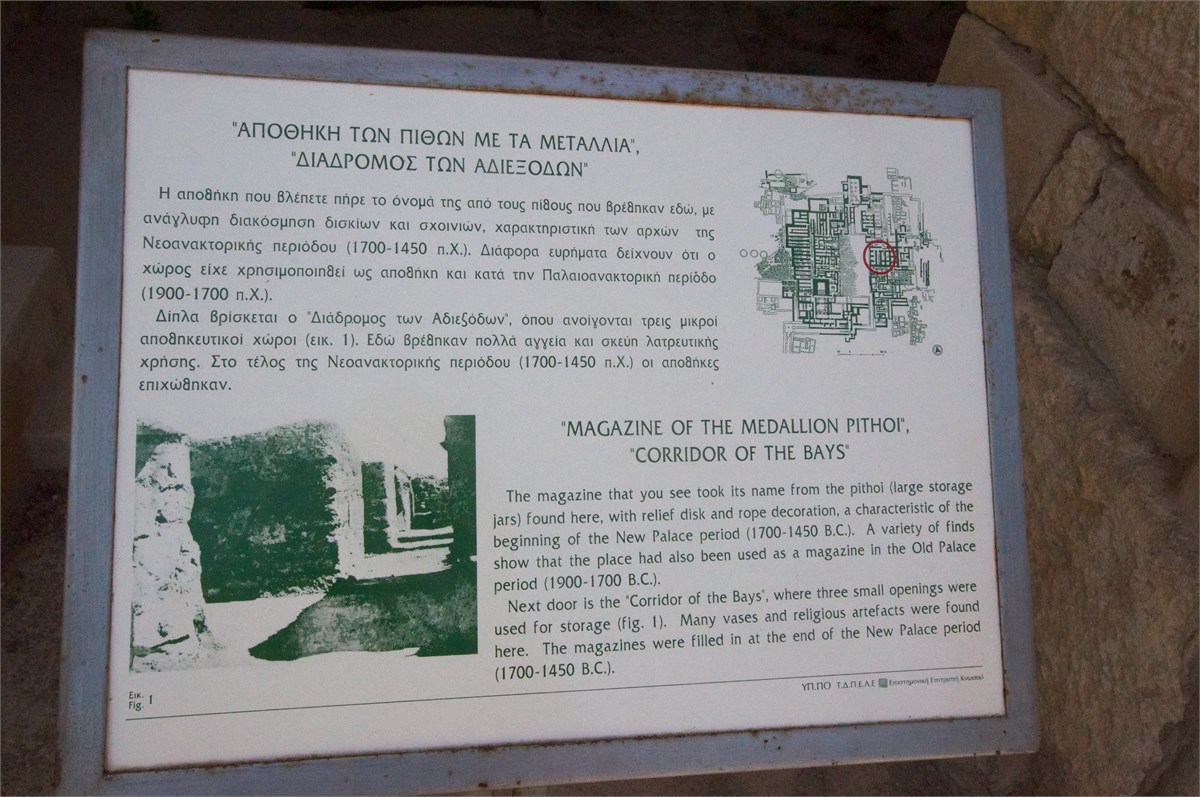 "ΑΠΟΘΗΚΗ ΤΩΝ ΠΙΘΩΝ ΜΕ ΤΑ ΜΕΤΑΛΛΙΑ",
"ΔΙΑΔΡΟΜΟΣ ΤΩΝ ΑΔΙΕΞΟΔΩΝ"
Η αποθήκη που βλέπετε πήρε το όνομά της από τους πίθους που βρέθηκαν εδώ, με
ανάγλυφη διακόσμηση δισκίων και σχοινιών, χαρακτηριστική των αρχών της
Νεοανακτορικής περιόδου (1700-1450 π.Χ.). Διάφορα ευρήματα δείχνουν ότι ο
χώρος είχε χρησιμοποιηθεί ως αποθήκη και κατά την Παλαιοανακτορική περίδο
(1900-1700 π.Χ.).
Δίπλα βρίσκεται ο "Διάδρομος των Αδιεξόδων", όπου ανοίγονται τρεις μικροί
αποθηκευτικοί χώροι (εικ. 1). Εδώ βρέθηκαν πολλά αγγεία και σκεύη λατρευτικής
χρήσης. Στο τέλος της Νεοανακτορικής περιόδου (1700-1450 π.Χ.) οι αποθήκες
επιχώθηκαν.
"MAGAZINE OF THE MEDALLION PITHOI",
"CORRIDOR OF THE BAYS"
The magazine that you see took its name from the pithoi (large storage
jars) found here, with relief disk and rope decoration, a characteristic of the
beginning of the New Palace period (1700-1450 B.C.). A variety of finds
show that the place had also been used as a magazine in the Old Palace
period (1900-1700 B.C.).
Next door is the "Corridor of the Bays", where three small openings were
used for storage (fig. 1). Many vases and religious artefacts were found
here. The magazines were filled in at the end of the New Palace period
(1700-1450 B.C.).
Εικ.
Fig. 1
ΥΠ.ΠΟ Τ.Δ.Π.Ε.Α.Ε Επιστημονική Επιτροπή Κνωσού